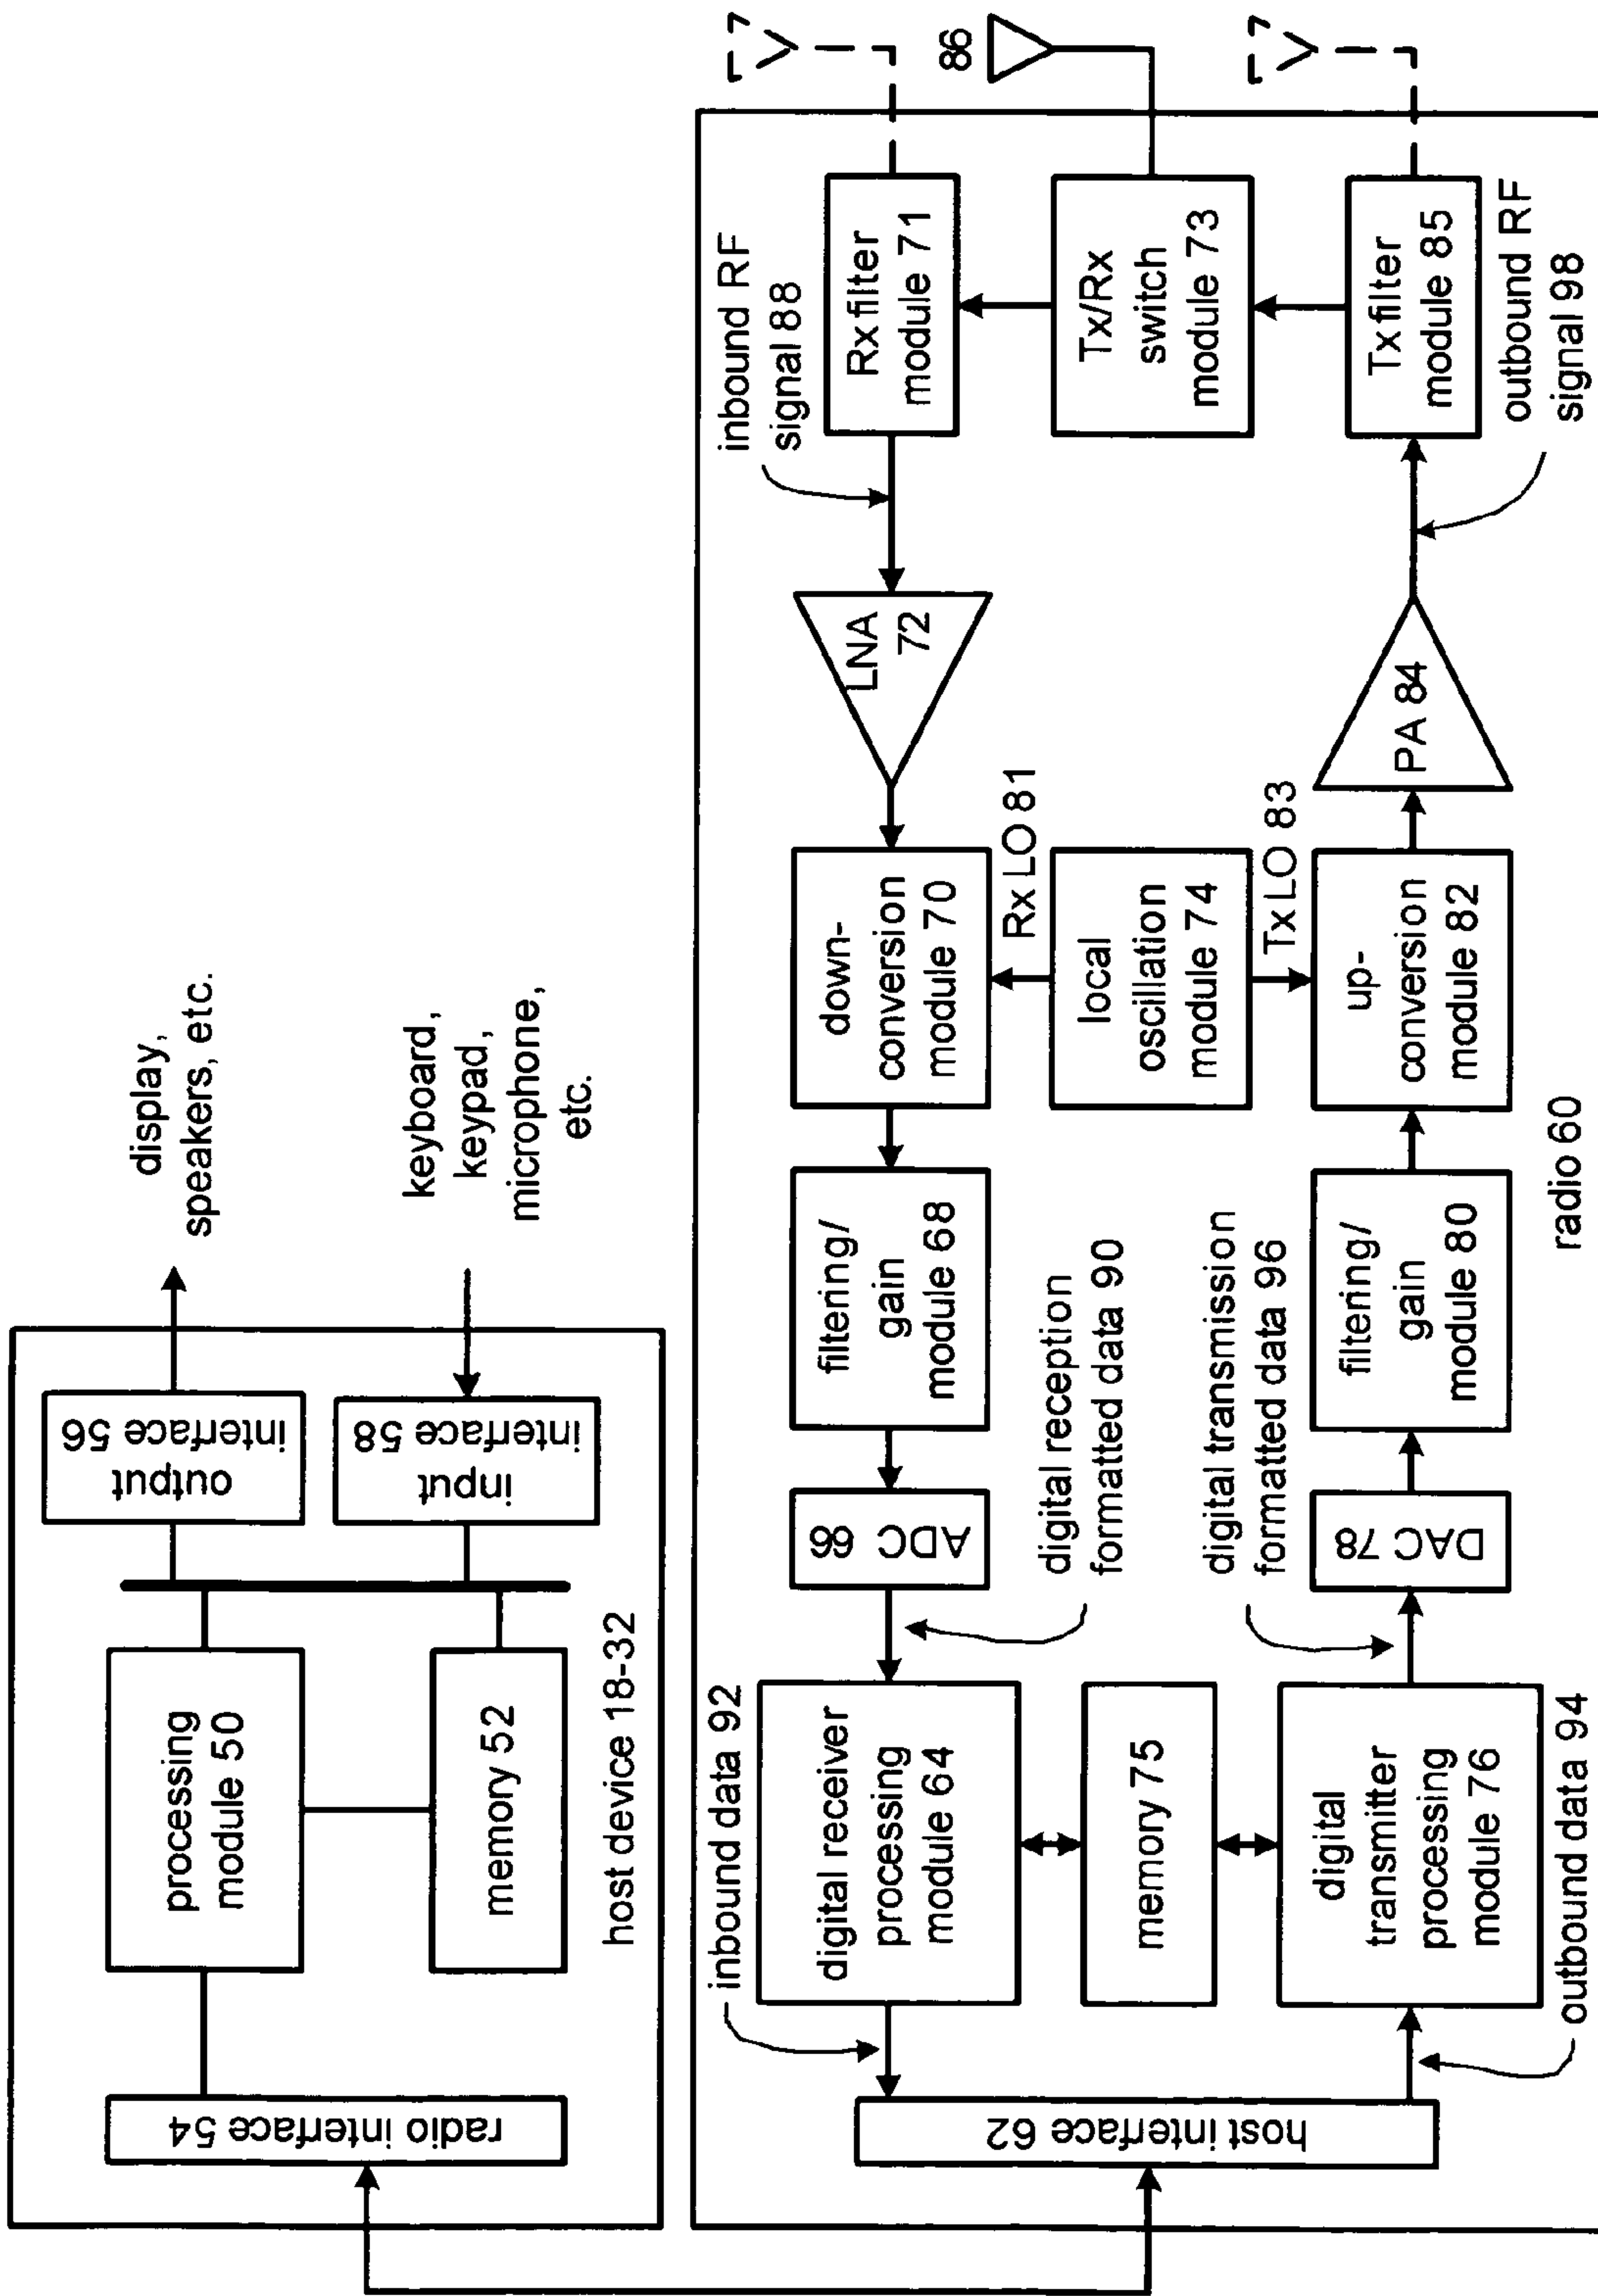 display,
speakers, etc.
keyboard,
keypad,
microphone,
etc.
output
interface 56
input
interface 58
processing
module 50
memory 52
radio interface 54
host device 18-32
86
inbound RF
signal 88
Rx filter
module 71
Tx/Rx
switch
module 73
Tx filter
module 85
outbound RF
signal 98
LNA
72
PA 84
down-
conversion
module 70
Rx LO 81
local
oscillation
module 74
Tx LO 83
up-
conversion
module 82
filtering/
gain
module 68
filtering/
gain
module 80
radio 60
ADC 66
digital reception
formatted data 90
digital transmission
formatted data 96
DAC 78
inbound data 92
digital receiver
processing
module 64
memory 75
digital
transmitter
processing
module 76
outbound data 94
host interface 62